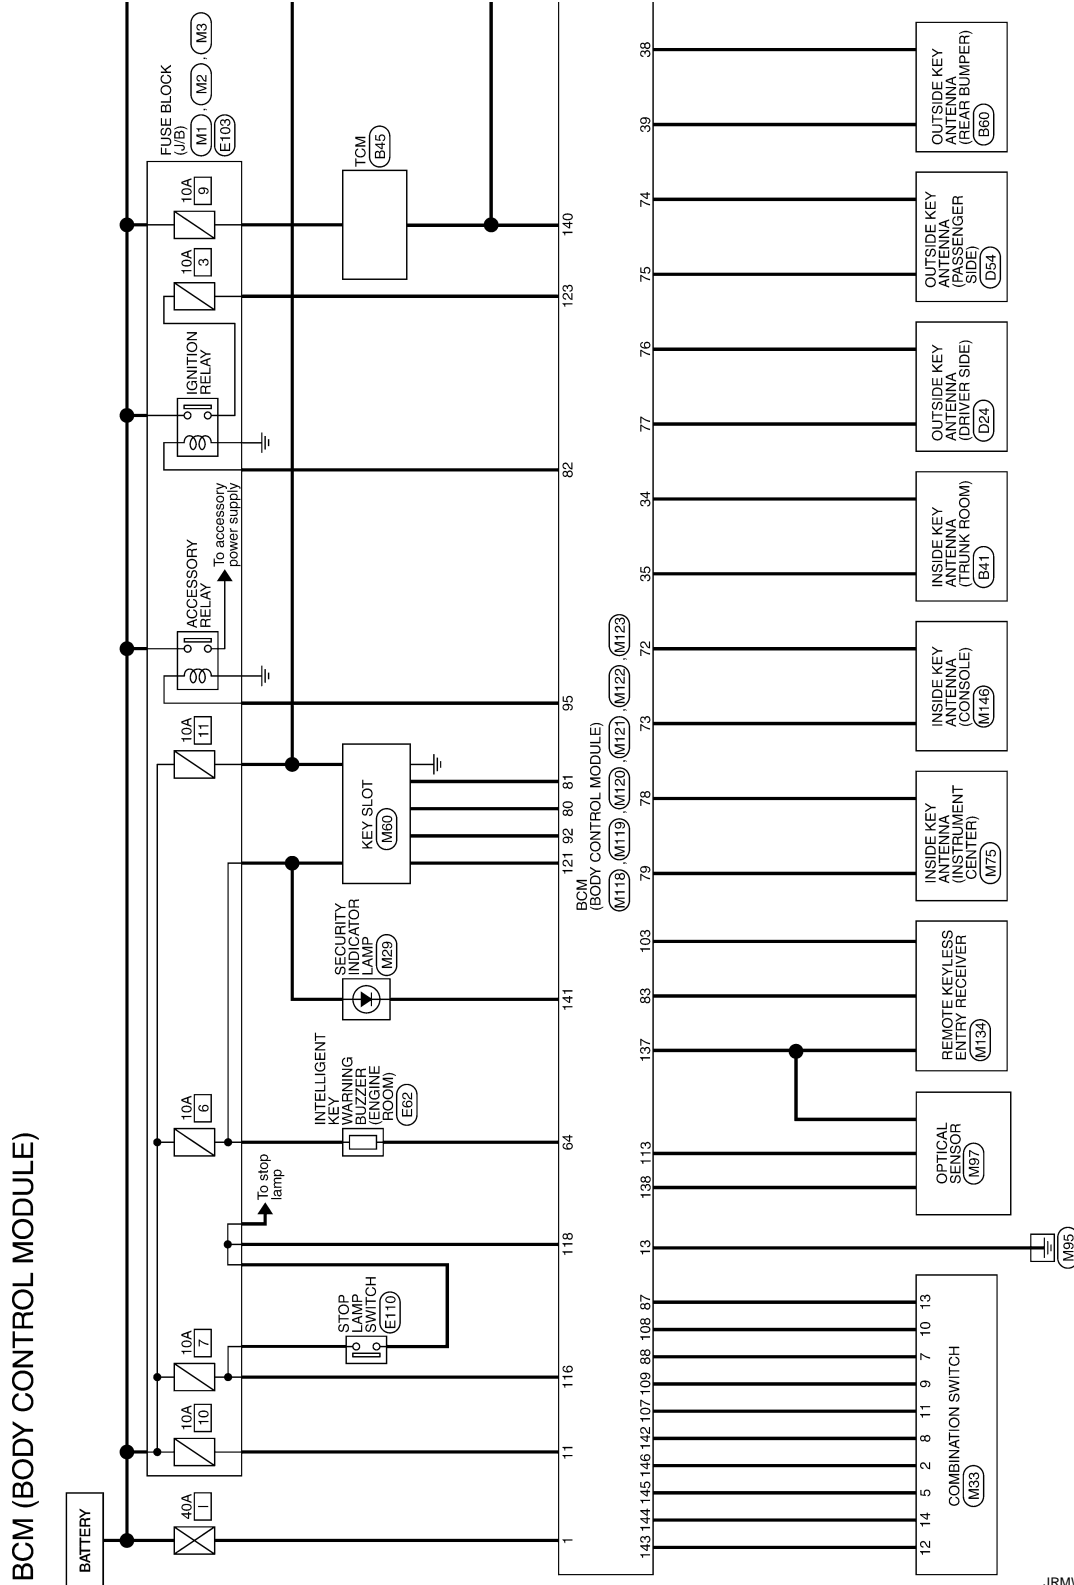 BCM (BODY CONTROL MODULE)
BATTERY
40A
I
10A
10
10A
7
10A
6
10A
11
10A
3
10A
9
FUSE BLOCK
(J/B)
M1 , M2 , M3
E103
ACCESSORY
RELAY
To accessory
power supply
IGNITION
RELAY
To stop
lamp
STOP
LAMP
SWITCH
E110
INTELLIGENT
KEY
WARNING
BUZZER
(ENGINE
ROOM)
E62
SECURITY
INDICATOR
LAMP
M29
KEY SLOT
M60
TCM
B45
1
11
116
118
64
141
121
92
80
81
95
82
123
140
BCM
(BODY CONTROL MODULE)
M118 , M119 , M120 , M121 , M122 , M123
143
144
145
146
142
107
109
88
108
87
13
138
113
137
83
103
79
78
73
72
35
34
77
76
75
74
39
38
12
14
5
2
8
11
9
7
10
13
COMBINATION SWITCH
M33
M95
OPTICAL
SENSOR
M97
REMOTE KEYLESS
ENTRY RECEIVER
M134
INSIDE KEY
ANTENNA
(INSTRUMENT
CENTER)
M75
INSIDE KEY
ANTENNA
(CONSOLE)
M146
INSIDE KEY
ANTENNA
(TRUNK ROOM)
B41
OUTSIDE KEY
ANTENNA
(DRIVER SIDE)
D24
OUTSIDE KEY
ANTENNA
(PASSENGER
SIDE)
D54
OUTSIDE KEY
ANTENNA
(REAR BUMPER)
B60